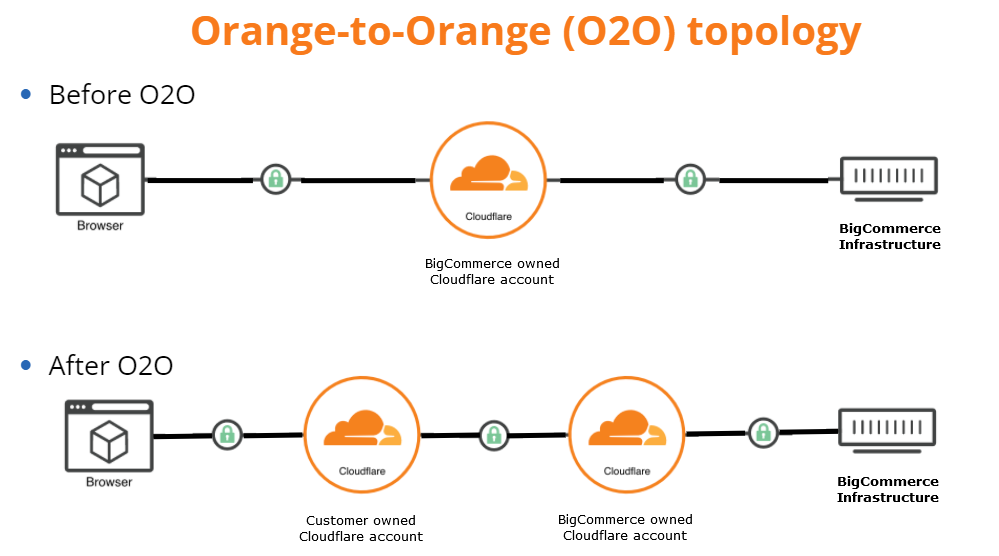 Orange-to-Orange (O2O) topology
• Before O2O
Browser
Cloudflare
BigCommerce owned
Cloudflare account
BigCommerce
Infrastructure
• After O2O
Browser
Cloudflare
Customer owned
Cloudflare account
Cloudflare
BigCommerce owned
Cloudflare account
BigCommerce
Infrastructure